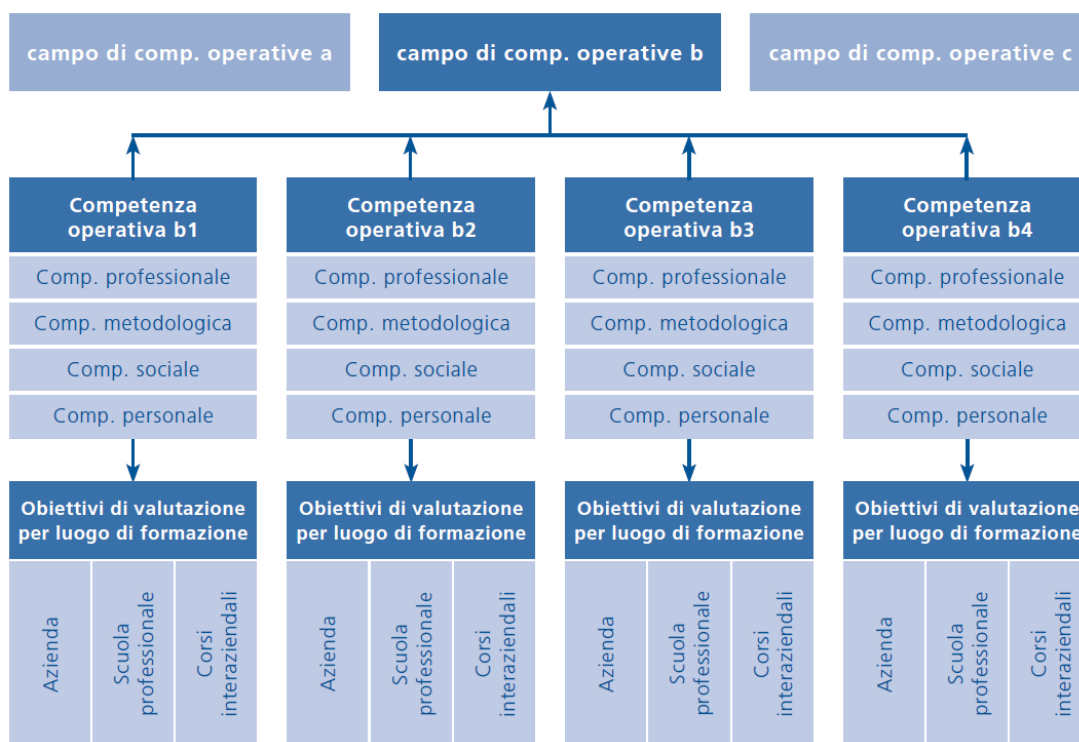 campo di comp. operative a
campo di comp. operative b
campo di comp. operative c
Competenza
operativa b1
Comp. professionale
Comp. metodologica
Comp. sociale
Comp. personale
Obiettivi di valutazione
per luogo di formazione
Azienda
Scuola
professionale
Corsi
interaziendali
Competenza
operativa b2
Comp. professionale
Comp. metodologica
Comp. sociale
Comp. personale
Obiettivi di valutazione
per luogo di formazione
Azienda
Scuola
professionale
Corsi
interaziendali
Competenza
operativa b3
Comp. professionale
Comp. metodologica
Comp. sociale
Comp. personale
Obiettivi di valutazione
per luogo di formazione
Azienda
Scuola
professionale
Corsi
interaziendali
Competenza
operativa b4
Comp. professionale
Comp. metodologica
Comp. sociale
Comp. personale
Obiettivi di valutazione
per luogo di formazione
Azienda
Scuola
professionale
Corsi
interaziendali